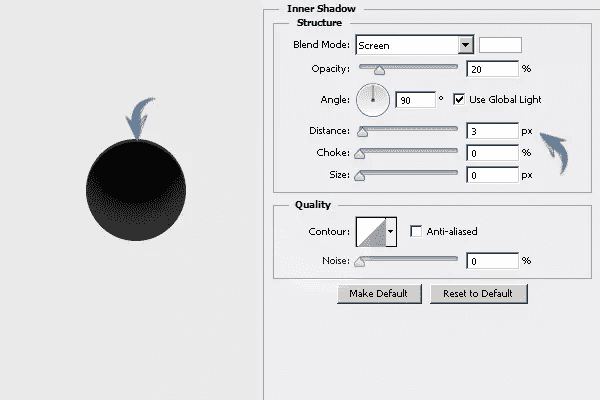 Inner Shadow
Structure
Blend Mode: Screen
Opacity: 20 %
Angle: 90 ° Use Global Light
Distance: 3 px
Choke: 0 %
Size: 0 px
Quality
Contour: Anti-aliased
Noise: 0 %
Make Default Reset to Default